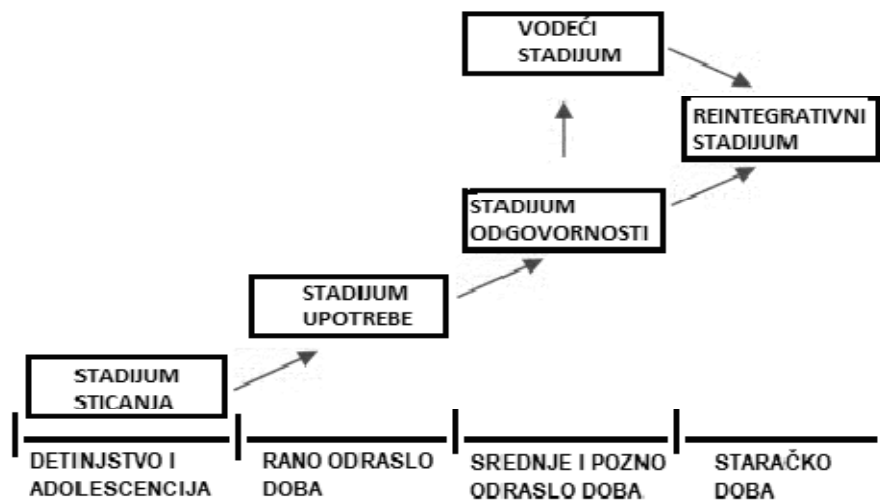 VODEĆI
STADIJUM
REINTEGRATIVNI
STADIJUM
STADIJUM
ODGOVORNOSTI
STADIJUM
UPOTREBE
STADIJUM
STICANJA
DETINJSTVO I
ADOLESCENCIJA
RANO ODRASLO
DOBA
SREDNJE I POZNO
ODRASLO DOBA
STARAČKO
DOBA